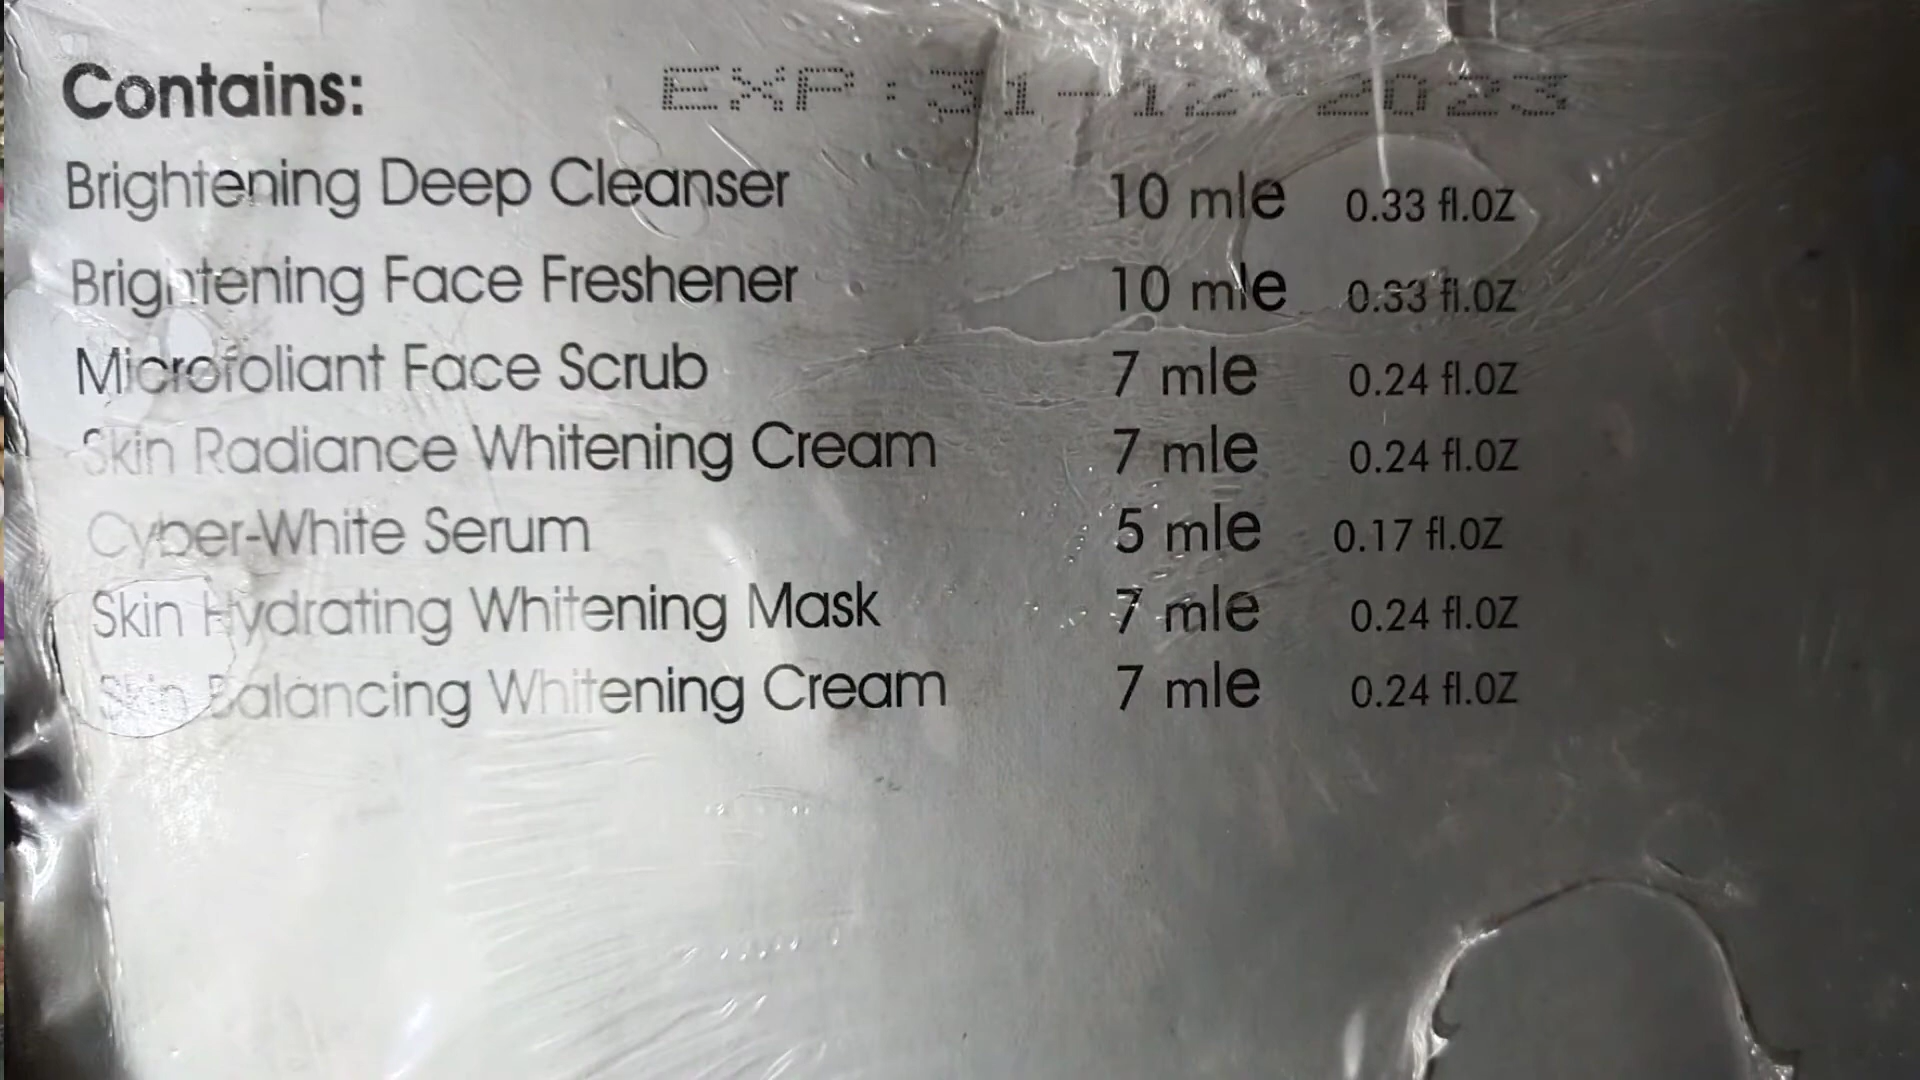 Contains: EXP:31-12-2023
Brightening Deep Cleanser 10 mle 0.33 fl.oz
Brightening Face Freshener 10 mle 0.33 fl.oz
Microfoliant Face Scrub 7 mle 0.24 fl.oz
Skin Radiance Whitening Cream 7 mle 0.24 fl.oz
Cyber-White Serum 5 mle 0.17 fl.oz
Skin Hydrating Whitening Mask 7 mle 0.24 fl.oz
Skin Balancing Whitening Cream 7 mle 0.24 fl.oz